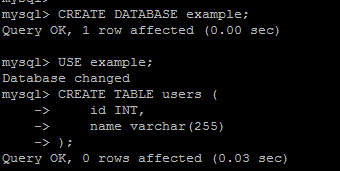 mysql>
mysql> CREATE DATABASE example;
Query OK, 1 row affected (0.00 sec)
mysql> USE example;
Database changed
mysql> CREATE TABLE users (
    ->     id INT,
    ->     name varchar(255)
    -> );
Query OK, 0 rows affected (0.03 sec)